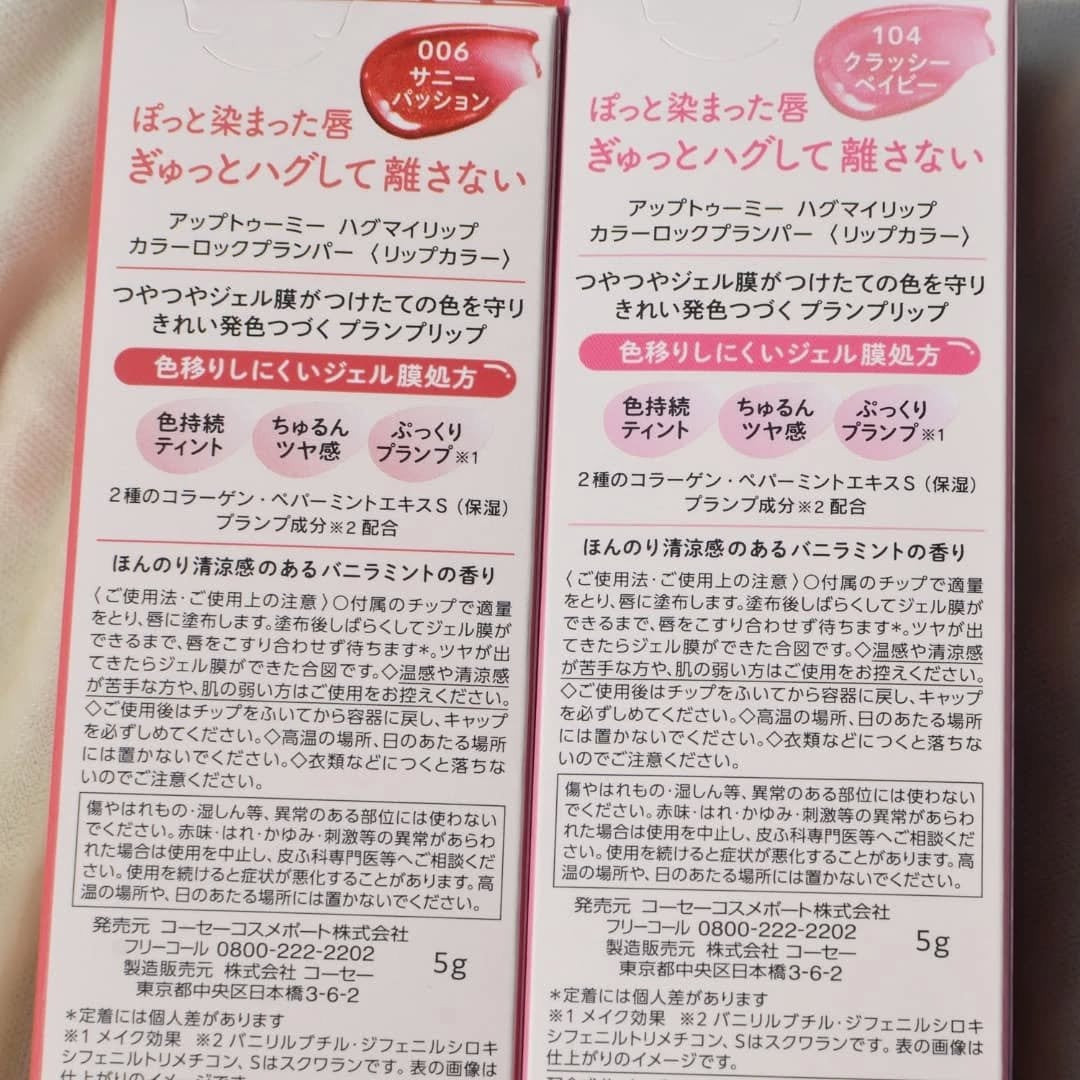 006
サニー
パッション
ぽっと染まった唇
ぎゅっとハグして離さない
アップトゥーミー ハグマイリップ
カラーロックプランパー 〈リップカラー〉
つやつやジェル膜がつけたての色を守り
きれい発色つづく プランプリップ
色移りしにくいジェル膜処方
色持続
ティント
ちゅるん
ツヤ感
ぷっくり
プランプ※1
2種のコラーゲン・ペパーミントエキスS（保湿）
プランプ成分※2 配合
ほんのり清涼感のあるバニラミントの香り
〈ご使用法・ご使用上の注意〉○付属のチップで適量
をとり、唇に塗布します。塗布後しばらくしてジェル膜が
できるまで、唇をこすり合わせず待ちます*。ツヤが出
てきたらジェル膜ができた合図です。◇温感や清涼感
が苦手な方や、肌の弱い方はご使用をお控えください。
◇ご使用後はチップをふいてから容器に戻し、キャップ
を必ずしめてください。◇高温の場所、日のあたる場所
には置かないでください。◇衣類などにつくと落ちな
いのでご注意ください。
傷やはれもの・湿しん等、異常のある部位には使わない
でください。赤味・はれ・かゆみ・刺激等の異常があらわ
れた場合は使用を中止し、皮ふ科専門医等へご相談くだ
さい。使用を続けると症状が悪化することがあります。高
温の場所や、日のあたる場所には置かないでください。
発売元 コーセーコスメポート株式会社
フリーコール 0800-222-2202
製造販売元 株式会社 コーセー
東京都中央区日本橋3-6-2
5g
*定着には個人差があります
※1 メイク効果 ※2 バニリルブチル・ジフェニルシロキ
シフェニルトリメチコン、Sはスクワランです。表の画像は
仕上がりのイメージです。
104
クラッシー
ベイビー
ぽっと染まった唇
ぎゅっとハグして離さない
アップトゥーミー ハグマイリップ
カラーロックプランパー 〈リップカラー〉
つやつやジェル膜がつけたての色を守り
きれい発色つづく プランプリップ
色移りしにくいジェル膜処方
色持続
ティント
ちゅるん
ツヤ感
ぷっくり
プランプ※1
2種のコラーゲン・ペパーミントエキスS（保湿）
プランプ成分※2 配合
ほんのり清涼感のあるバニラミントの香り
〈ご使用法・ご使用上の注意〉○付属のチップで適量
をとり、唇に塗布します。塗布後しばらくしてジェル膜が
できるまで、唇をこすり合わせず待ちます*。ツヤが出
てきたらジェル膜ができた合図です。◇温感や清涼感
が苦手な方や、肌の弱い方はご使用をお控えください。
◇ご使用後はチップをふいてから容器に戻し、キャップ
を必ずしめてください。◇高温の場所、日のあたる場所
には置かないでください。◇衣類などにつくと落ちな
いのでご注意ください。
傷やはれもの・湿しん等、異常のある部位には使わない
でください。赤味・はれ・かゆみ・刺激等の異常があらわ
れた場合は使用を中止し、皮ふ科専門医等へご相談くだ
さい。使用を続けると症状が悪化することがあります。高
温の場所や、日のあたる場所には置かないでください。
発売元 コーセーコスメポート株式会社
フリーコール 0800-222-2202
製造販売元 株式会社 コーセー
東京都中央区日本橋3-6-2
5g
*定着には個人差があります
※1 メイク効果 ※2 バニリルブチル・ジフェニルシロキ
シフェニルトリメチコン、Sはスクワランです。表の画像は
仕上がりのイメージです。